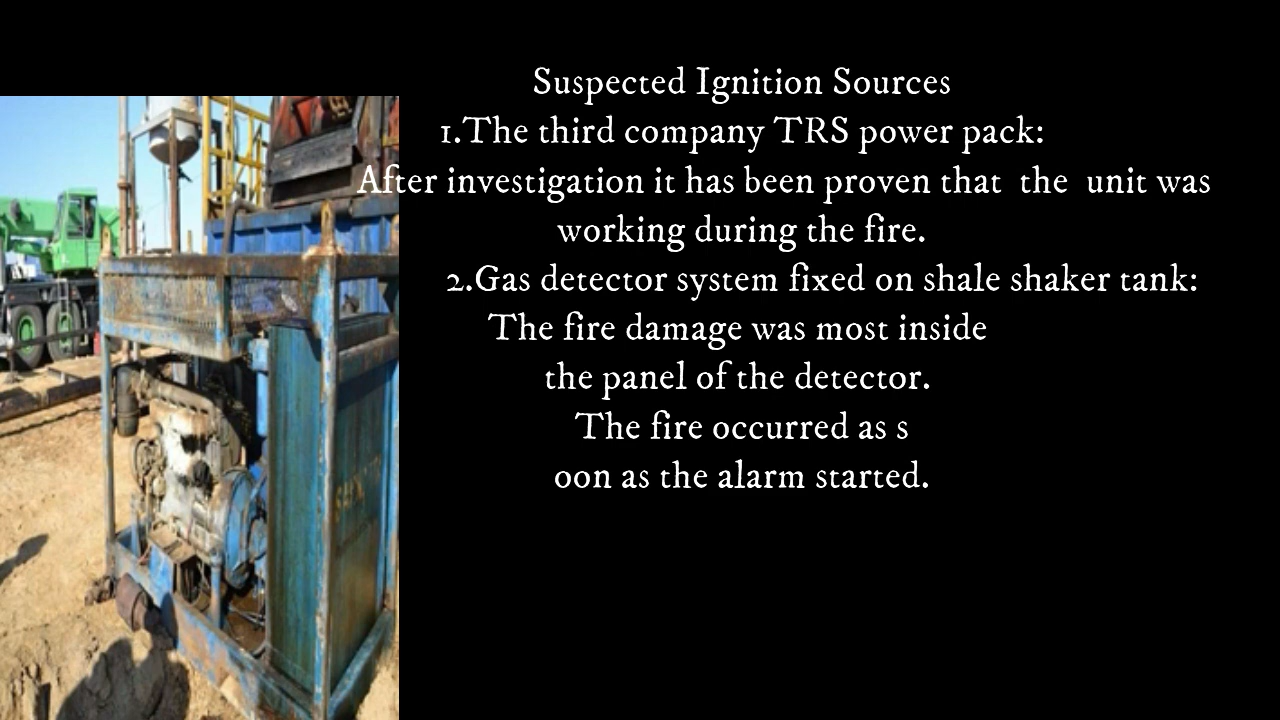 Suspected Ignition Sources
1.The third company TRS power pack:
After investigation it has been proven that the unit was
working during the fire.
2.Gas detector system fixed on shale shaker tank:
The fire damage was most inside
the panel of the detector.
The fire occurred as s
oon as the alarm started.